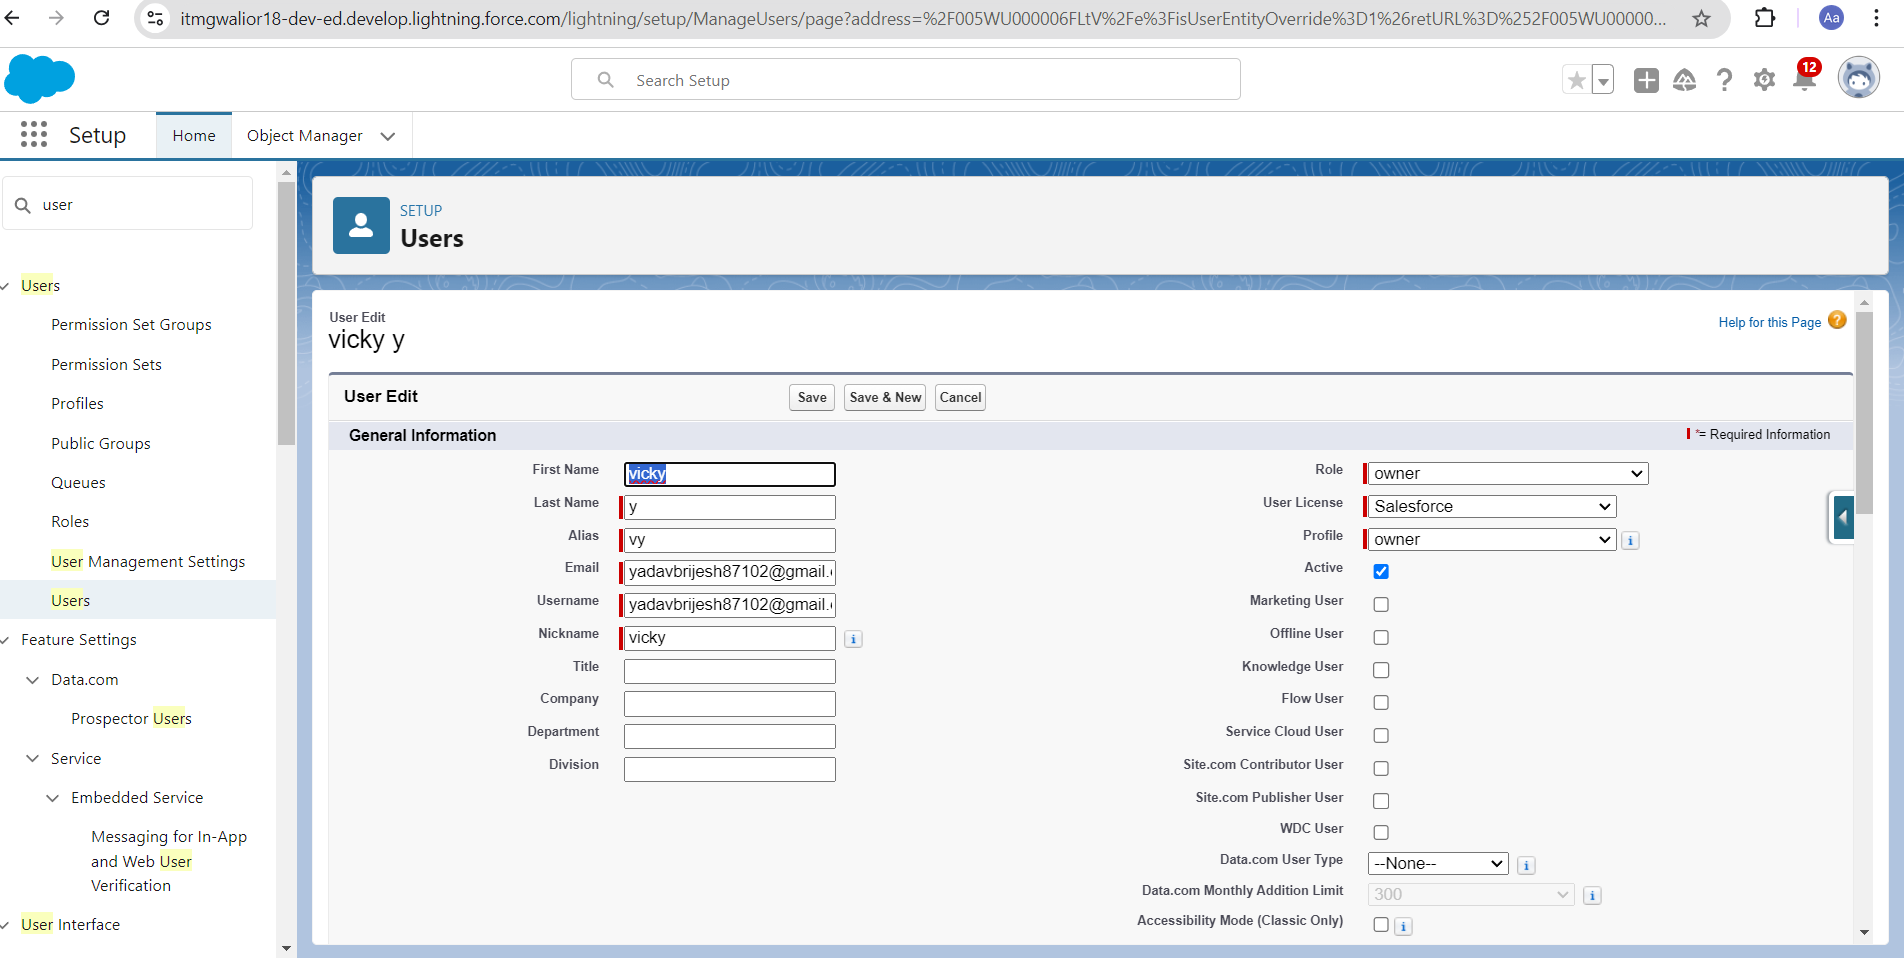 itmgwalior18-dev-ed.develop.lightning.force.com/lightning/setup/ManageUsers/page?address=%2F005WU000006FLtV%2Fe%3FisUserEntityOverride%3D1%26retURL%3D%252F005WU00000...
Aa
Search Setup
12
Setup
Home
Object Manager
user
Users
Permission Set Groups
Permission Sets
Profiles
Public Groups
Queues
Roles
User Management Settings
Users
Feature Settings
Data.com
Prospector Users
Service
Embedded Service
Messaging for In-App
and Web User
Verification
User Interface
SETUP
Users
User Edit
vicky y
Help for this Page ?
User Edit
Save
Save & New
Cancel
General Information
*= Required Information
First Name vicky
Last Name y
Alias vy
Email yadavbrijesh87102@gmail.
Username yadavbrijesh87102@gmail.
Nickname vicky
Title
Company
Department
Division
Role owner
User License Salesforce
Profile owner
Active
Marketing User
Offline User
Knowledge User
Flow User
Service Cloud User
Site.com Contributor User
Site.com Publisher User
WDC User
Data.com User Type --None--
Data.com Monthly Addition Limit 300
Accessibility Mode (Classic Only)